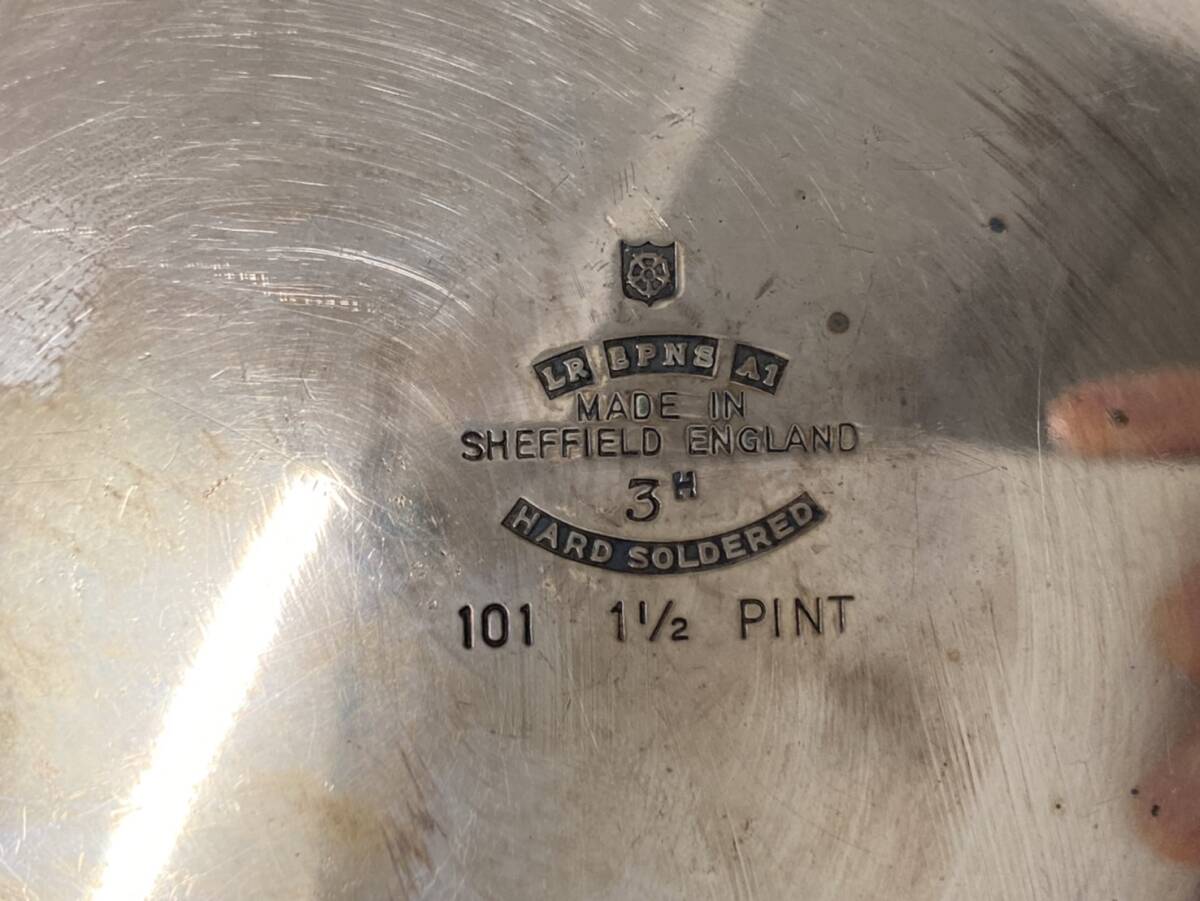 LR EPNS A1
MADE IN
SHEFFIELD ENGLAND
3H
HARD SOLDERED
101 1½ PINT